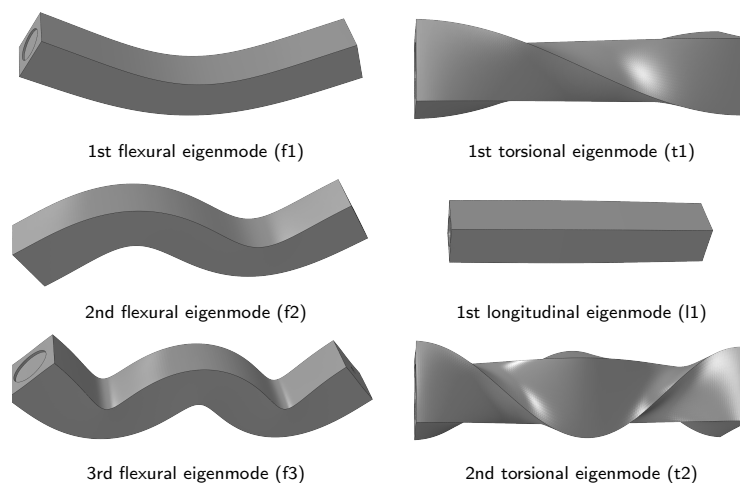 1st flexural eigenmode (f1)
1st torsional eigenmode (t1)
2nd flexural eigenmode (f2)
1st longitudinal eigenmode (l1)
3rd flexural eigenmode (f3)
2nd torsional eigenmode (t2)